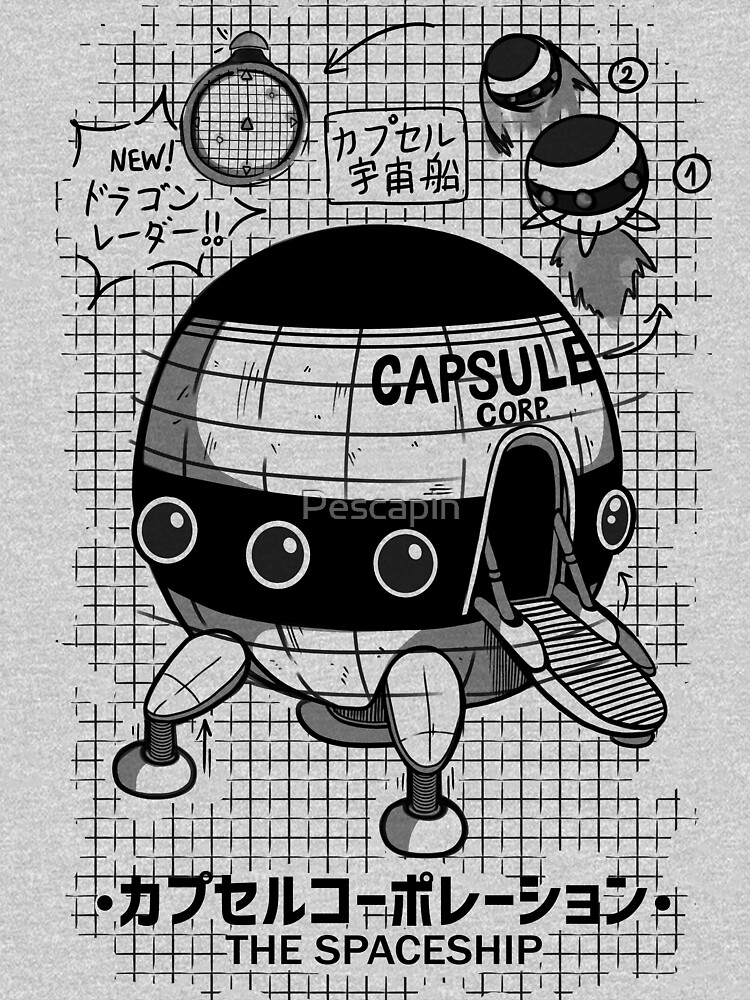 NEW!
ドラゴン
レーダー!!
カプセル
宇宙船
2
1
CAPSULE
CORP.
Pescapin
・カプセルコーポレーション・
THE SPACESHIP